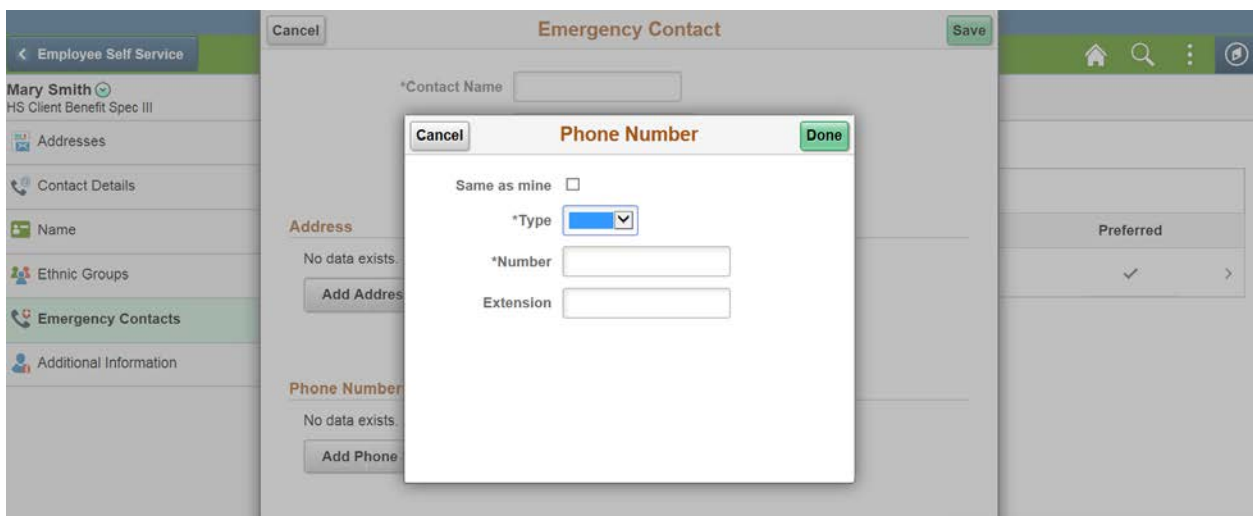 Employee Self Service
Mary Smith
HS Client Benefit Spec III
Addresses
Contact Details
Name
Ethnic Groups
Emergency Contacts
Additional Information
Cancel
Emergency Contact
Save
*Contact Name
Address
No data exists.
Add Addres
Phone Number
No data exists.
Add Phone
Cancel
Phone Number
Done
Same as mine
*Type
*Number
Extension
Preferred